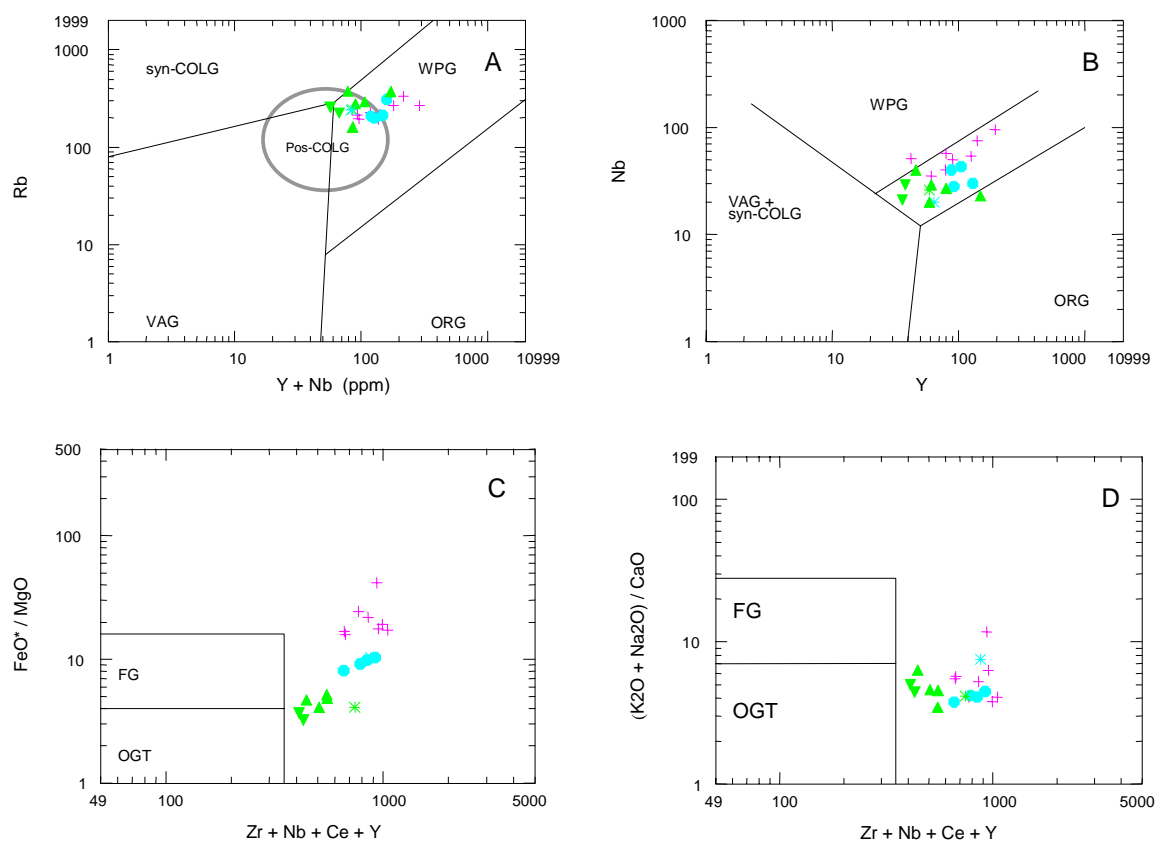 1999
1000
100
10
1
Rb
syn-COLG
WPG
A
Pos-COLG
VAG
ORG
1
10
100
1000
10999
Y + Nb (ppm)
1000
100
10
1
Nb
WPG
B
VAG +
syn-COLG
ORG
1
10
100
1000
10999
Y
500
100
10
1
FeO* / MgO
C
FG
OGT
49
100
1000
5000
Zr + Nb + Ce + Y
199
100
10
1
(K2O + Na2O) / CaO
D
FG
OGT
49
100
1000
5000
Zr + Nb + Ce + Y